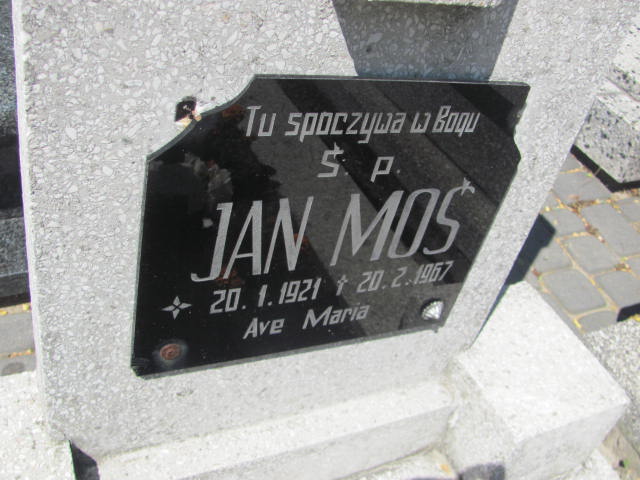 Tu spoczywa w Bogu
Ś. p.
JAN MOŚ
20.1.1921 † 20.2.1967
Ave Maria